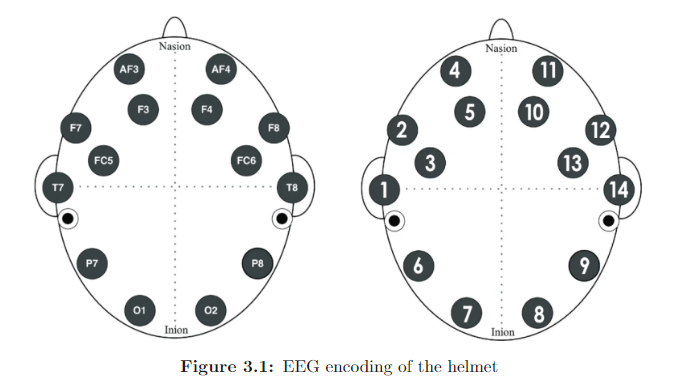 Nasion
AF3 AF4
F3 F4
F7 F8
FC5 FC6
T7 T8
P7 P8
O1 O2
Inion
Nasion
4 11
5 10
2 12
3 13
1 14
6 9
7 8
Inion
Figure 3.1: EEG encoding of the helmet